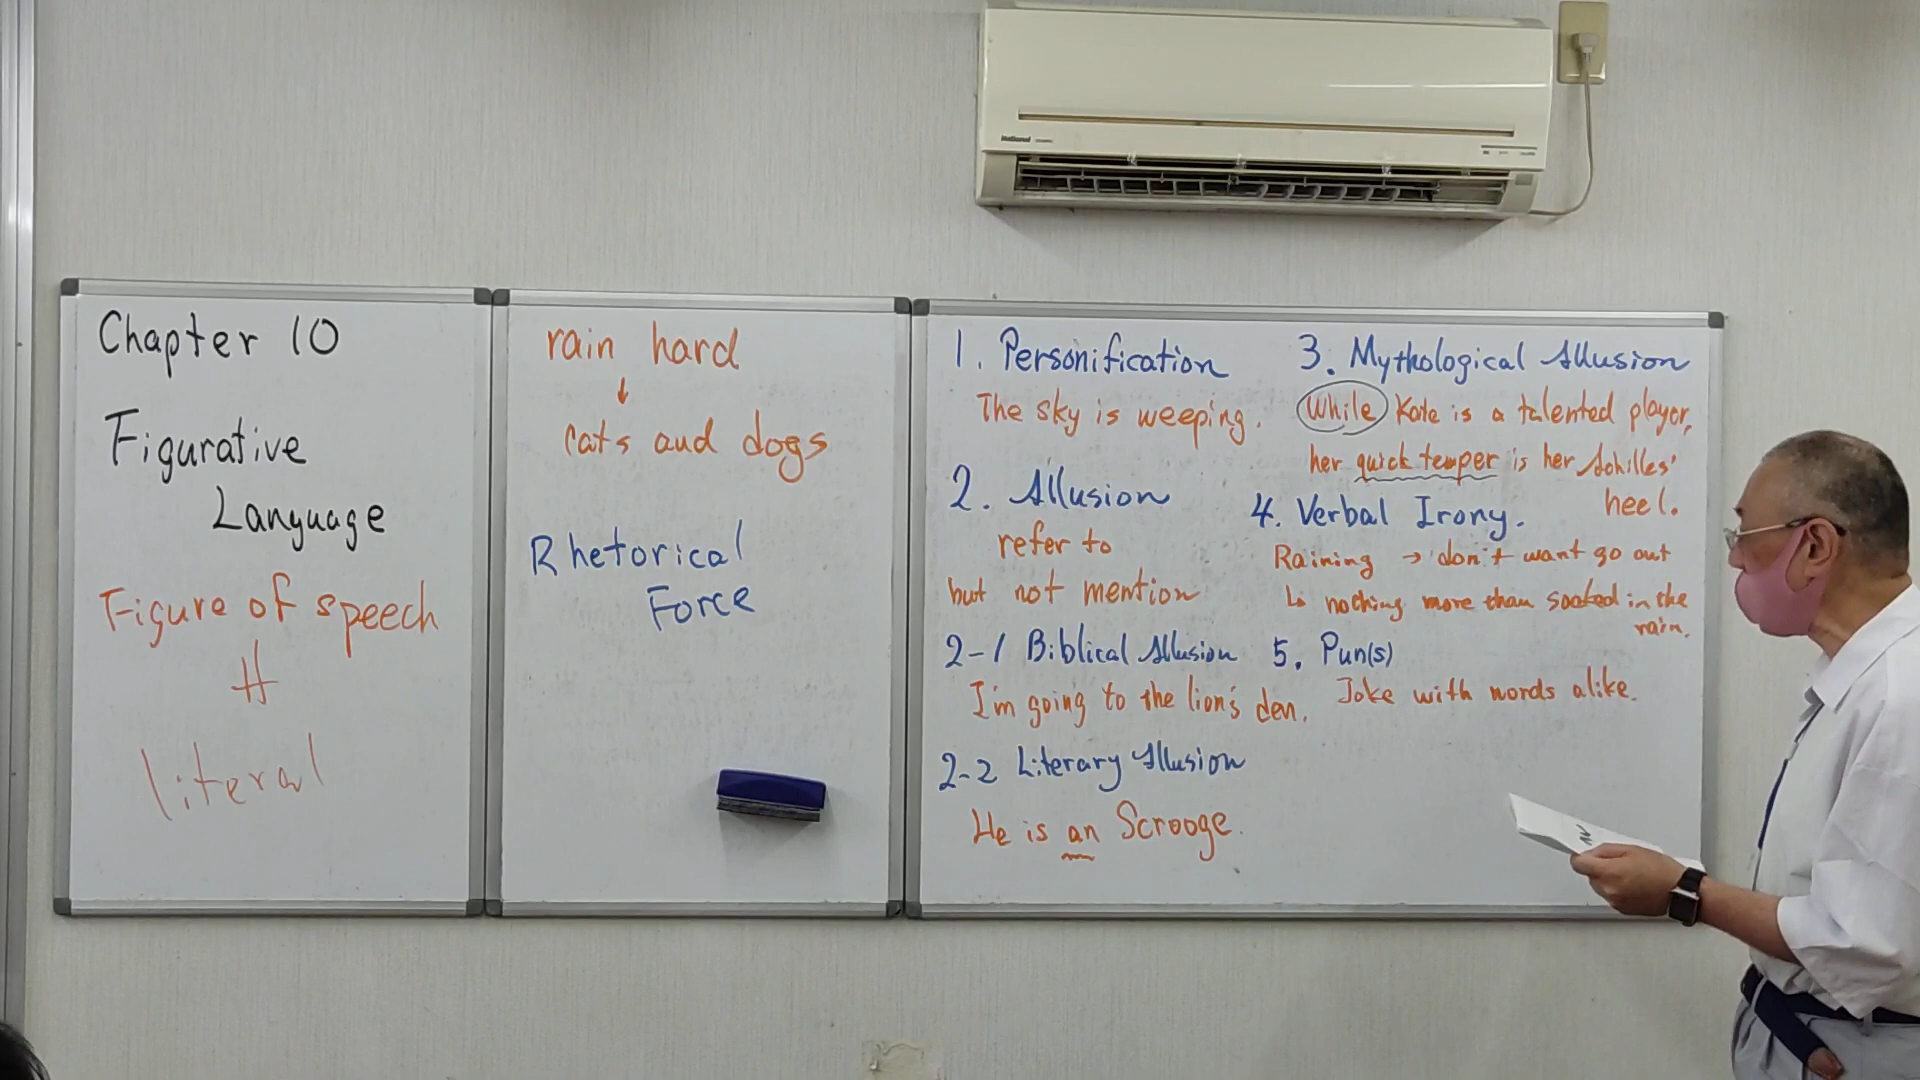 National
Chapter 10
Figurative
Language
Figure of speech
literal
rain hard
↓
cats and dogs
Rhetorical
Force
1. Personification
The sky is weeping.
2. Allusion
refer to
but not mention
2-1 Biblical Allusion
I'm going to the lion's den.
2-2 Literary Allusion
He is an Scrooge.
3. Mythological Allusion
While Kate is a talented player,
her quick temper is her Achilles'
heel.
4. Verbal Irony.
Raining → don't want go out
↳ nothing more than soaked in the
rain.
5. Pun(s)
Joke with words alike.